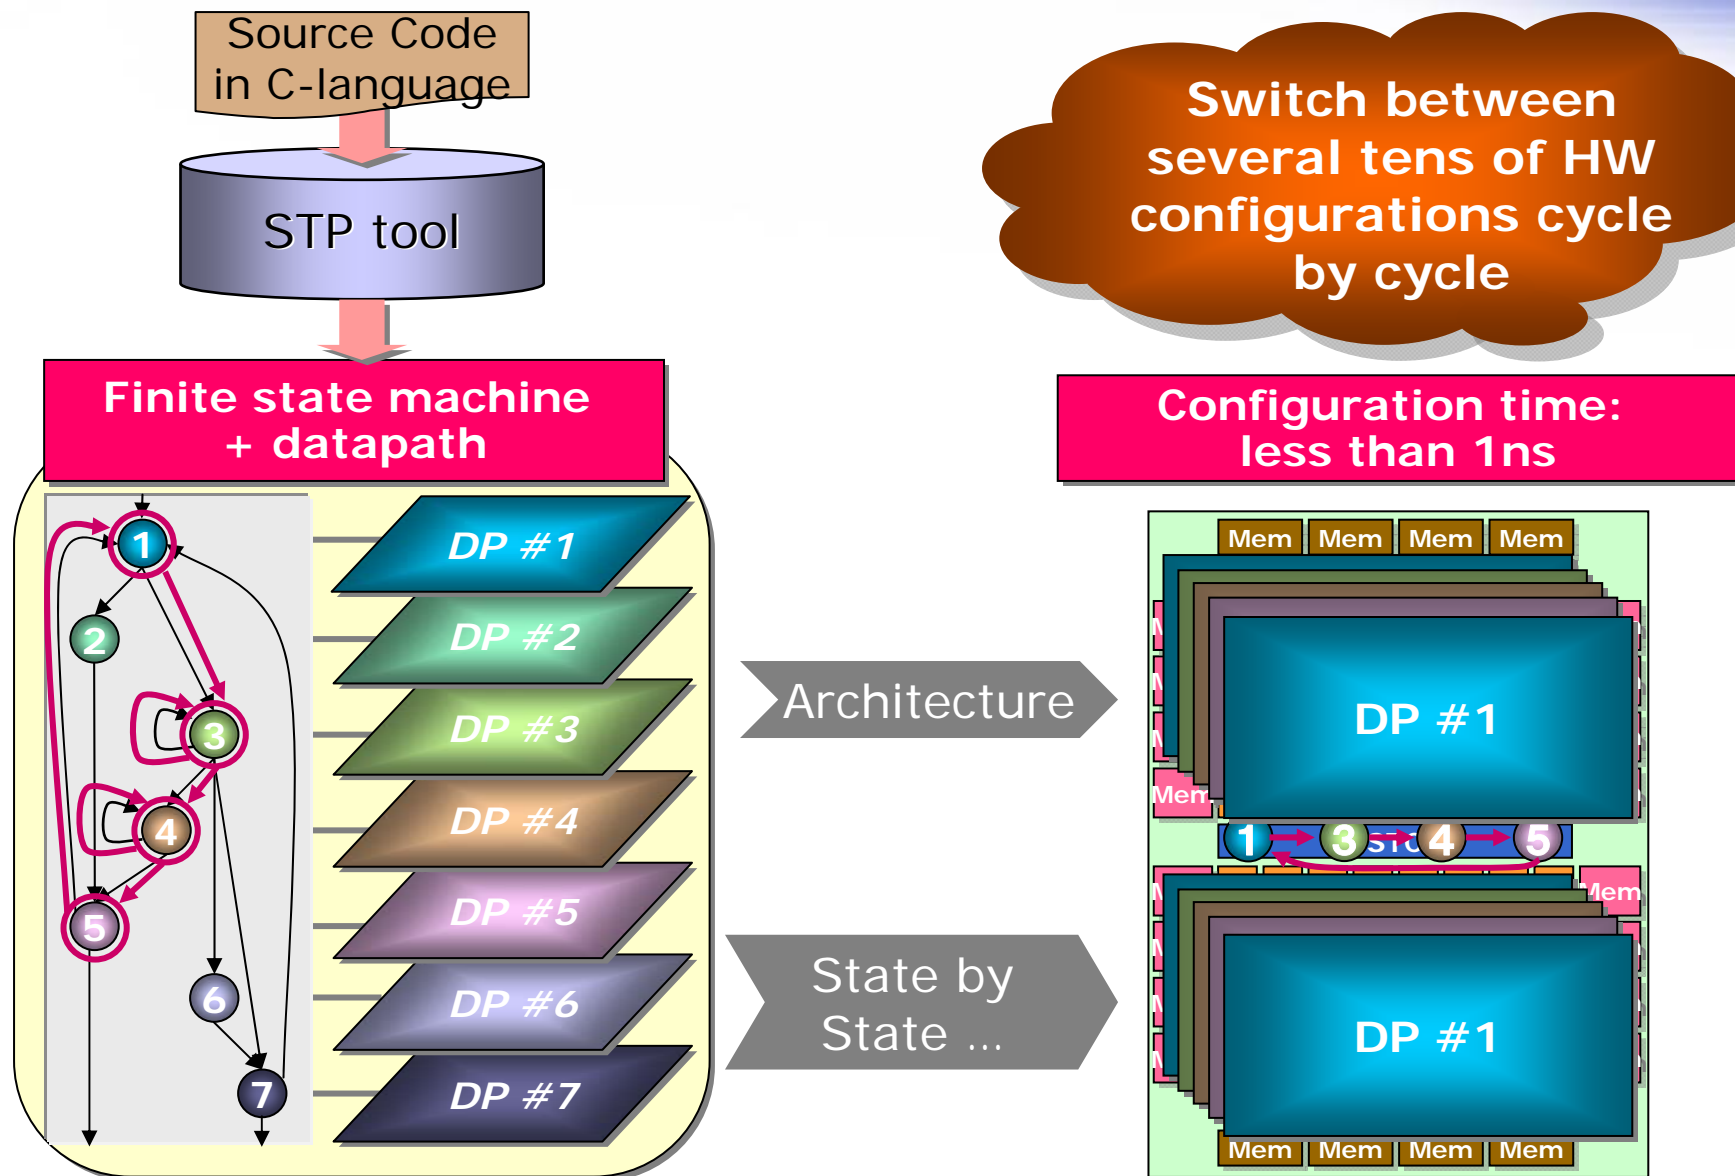 Source Code
in C-language
STP tool
Finite state machine
+ datapath
1
2
3
4
5
6
7
DP #1
DP #2
DP #3
DP #4
DP #5
DP #6
DP #7
Architecture
State by
State ...
Switch between
several tens of HW
configurations cycle
by cycle
Configuration time:
less than 1ns
Mem Mem Mem Mem
DP #1
Mem
1 3 4 5
Mem
DP #1
Mem Mem Mem Mem